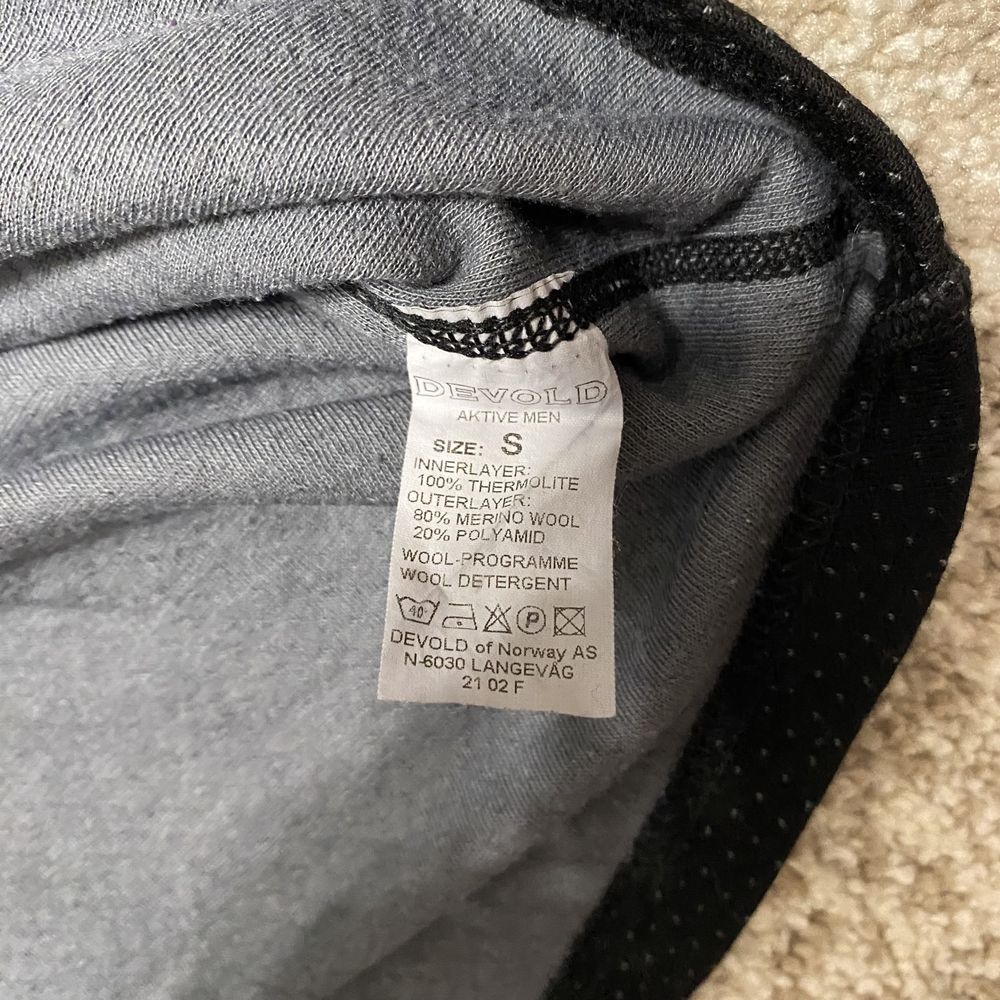 DEVOLD
AKTIVE MEN
SIZE: S
INNERLAYER:
100% THERMOLITE
OUTERLAYER:
80% MERINO WOOL
20% POLYAMID
WOOL-PROGRAMME
WOOL DETERGENT
40 P
DEVOLD of Norway AS
N-6030 LANGEVÅG
21 02 F